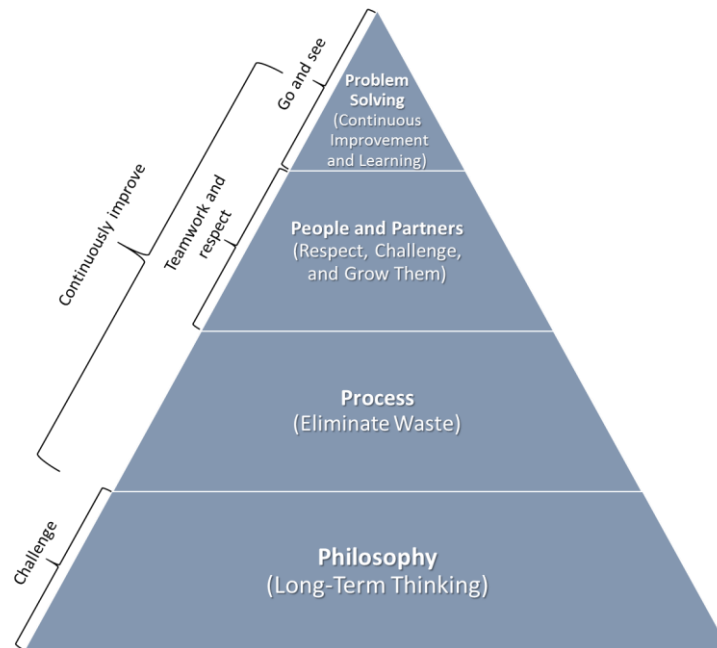 Go and see
Problem
Solving
(Continuous
Improvement
and Learning)
Continuously improve
Teamwork and
respect
People and Partners
(Respect, Challenge,
and Grow Them)
Process
(Eliminate Waste)
Challenge
Philosophy
(Long-Term Thinking)